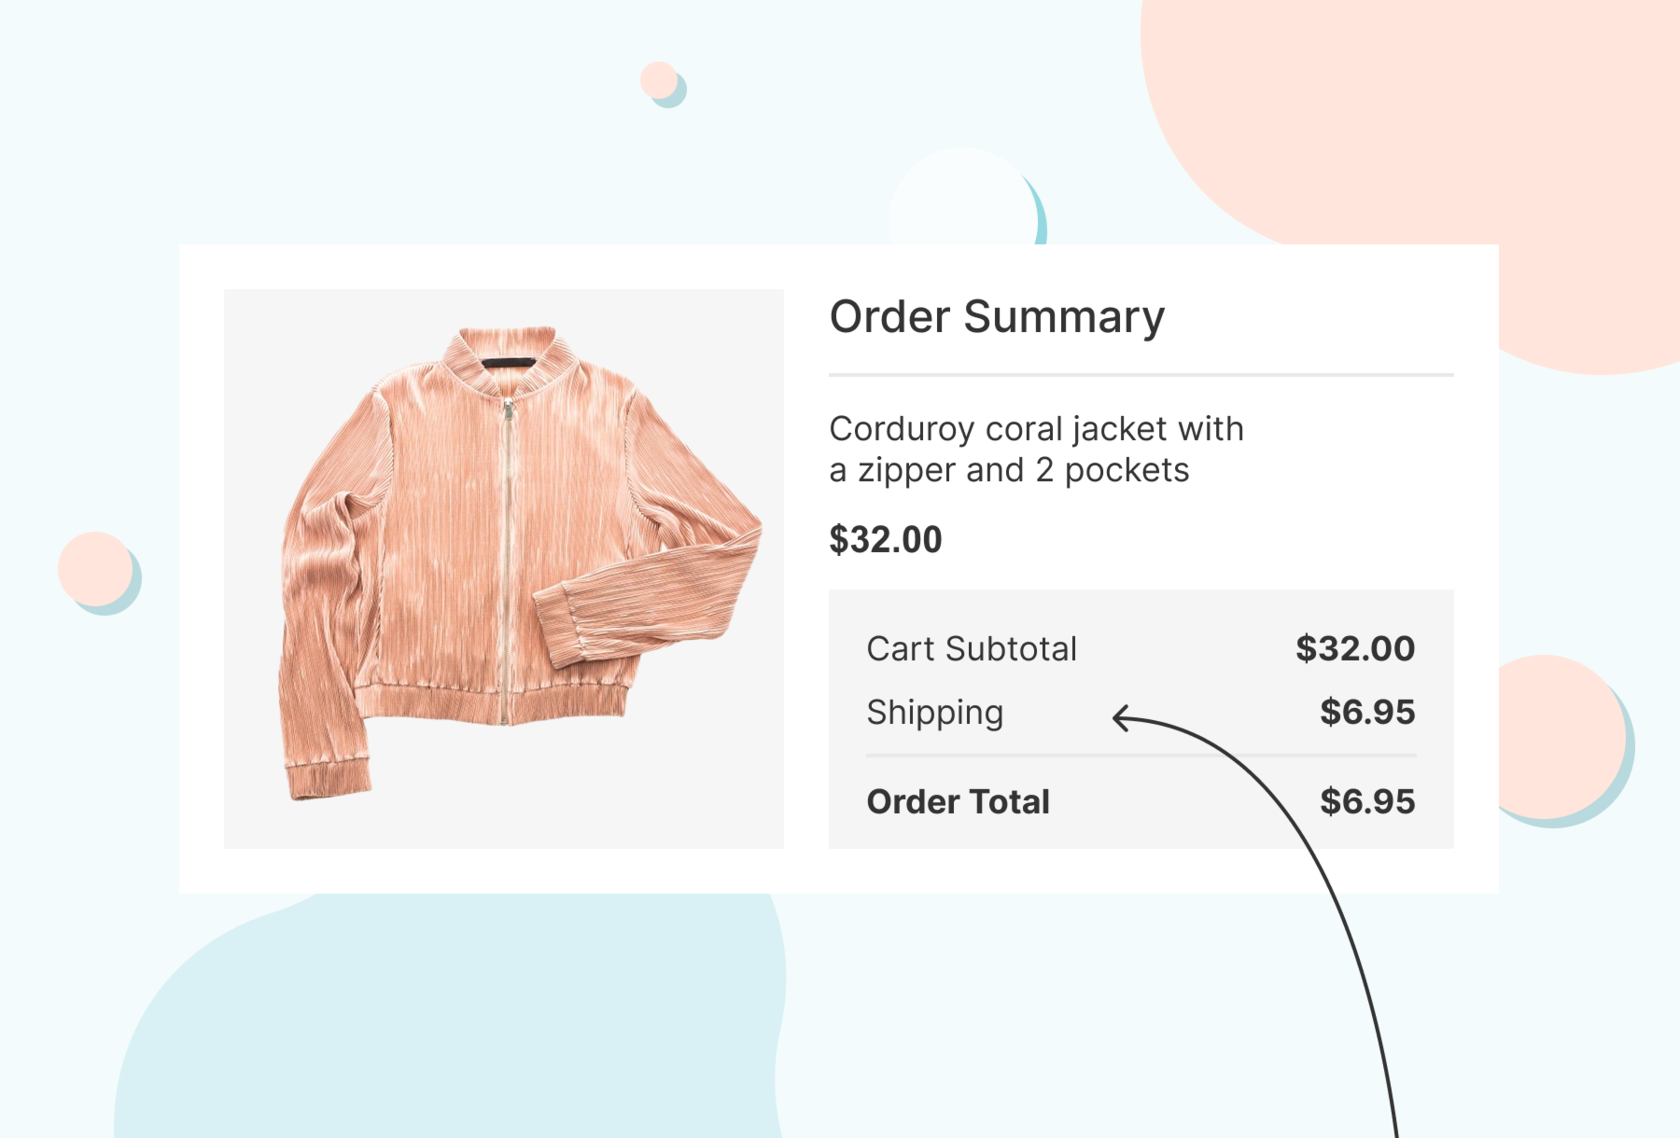 Order Summary
Corduroy coral jacket with
a zipper and 2 pockets
$32.00
Cart Subtotal $32.00
Shipping $6.95
Order Total $6.95